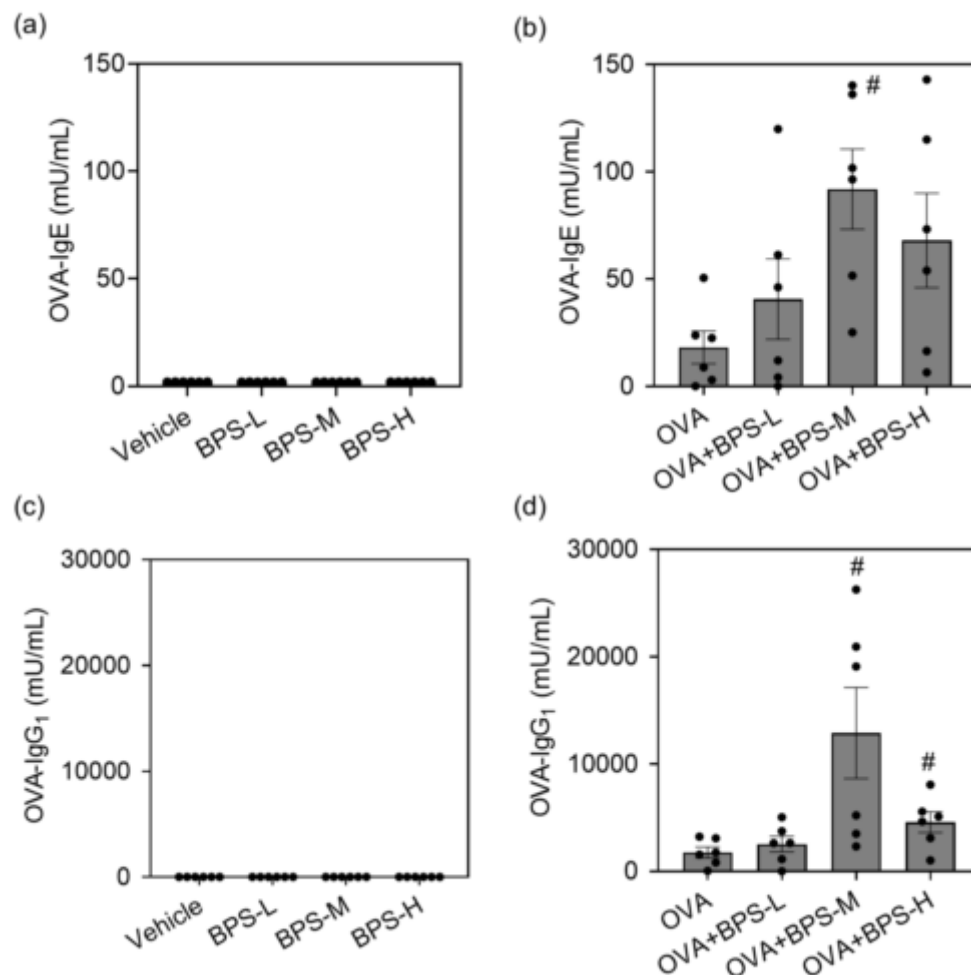 (a)
150
100
50
0
OVA-IgE (mU/mL)
Vehicle
BPS-L
BPS-M
BPS-H
(b)
150
100
50
0
OVA-IgE (mU/mL)
#
OVA
OVA+BPS-L
OVA+BPS-M
OVA+BPS-H
(c)
30000
20000
10000
0
OVA-IgG₁ (mU/mL)
Vehicle
BPS-L
BPS-M
BPS-H
(d)
30000
20000
10000
0
OVA-IgG₁ (mU/mL)
#
#
OVA
OVA+BPS-L
OVA+BPS-M
OVA+BPS-H